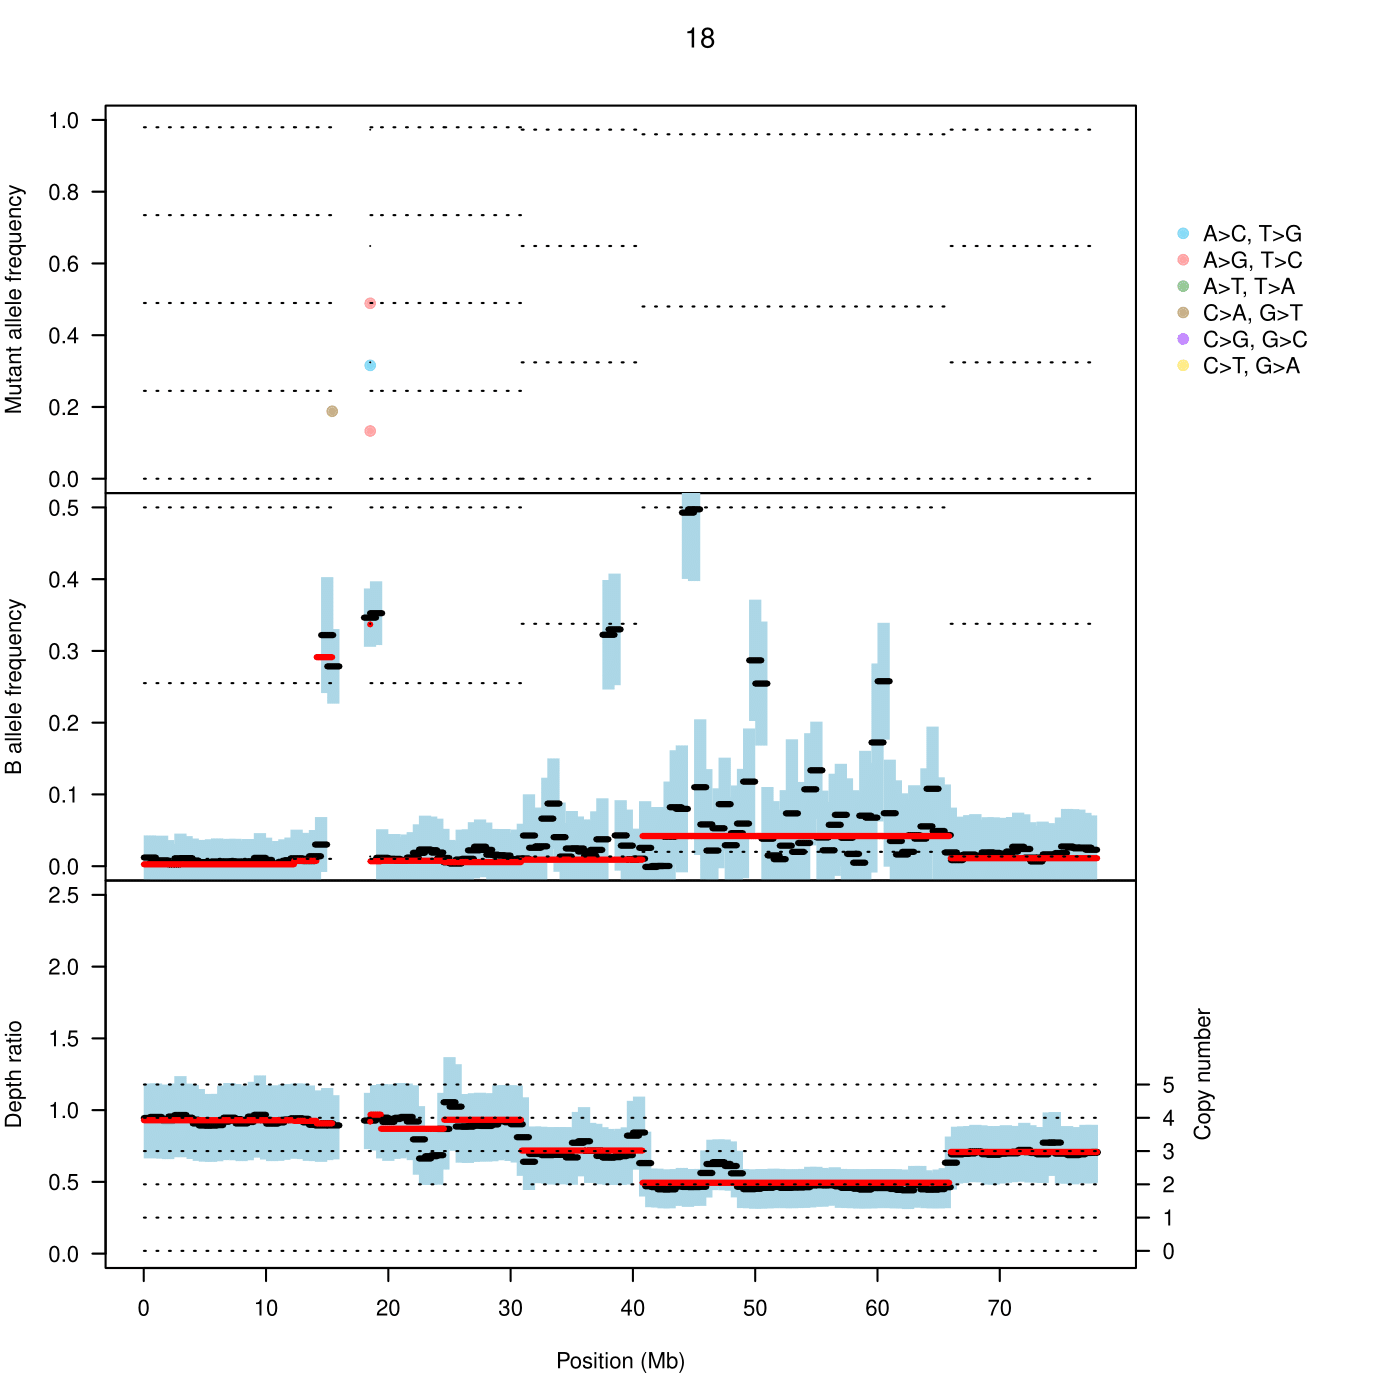 18
Mutant allele frequency
1.0
0.8
0.6
0.4
0.2
0.0
A>C, T>G
A>G, T>C
A>T, T>A
C>A, G>T
C>G, G>C
C>T, G>A
B allele frequency
0.5
0.4
0.3
0.2
0.1
0.0
Depth ratio
2.5
2.0
1.5
1.0
0.5
0.0
Copy number
5
4
3
2
1
0
0 10 20 30 40 50 60 70
Position (Mb)